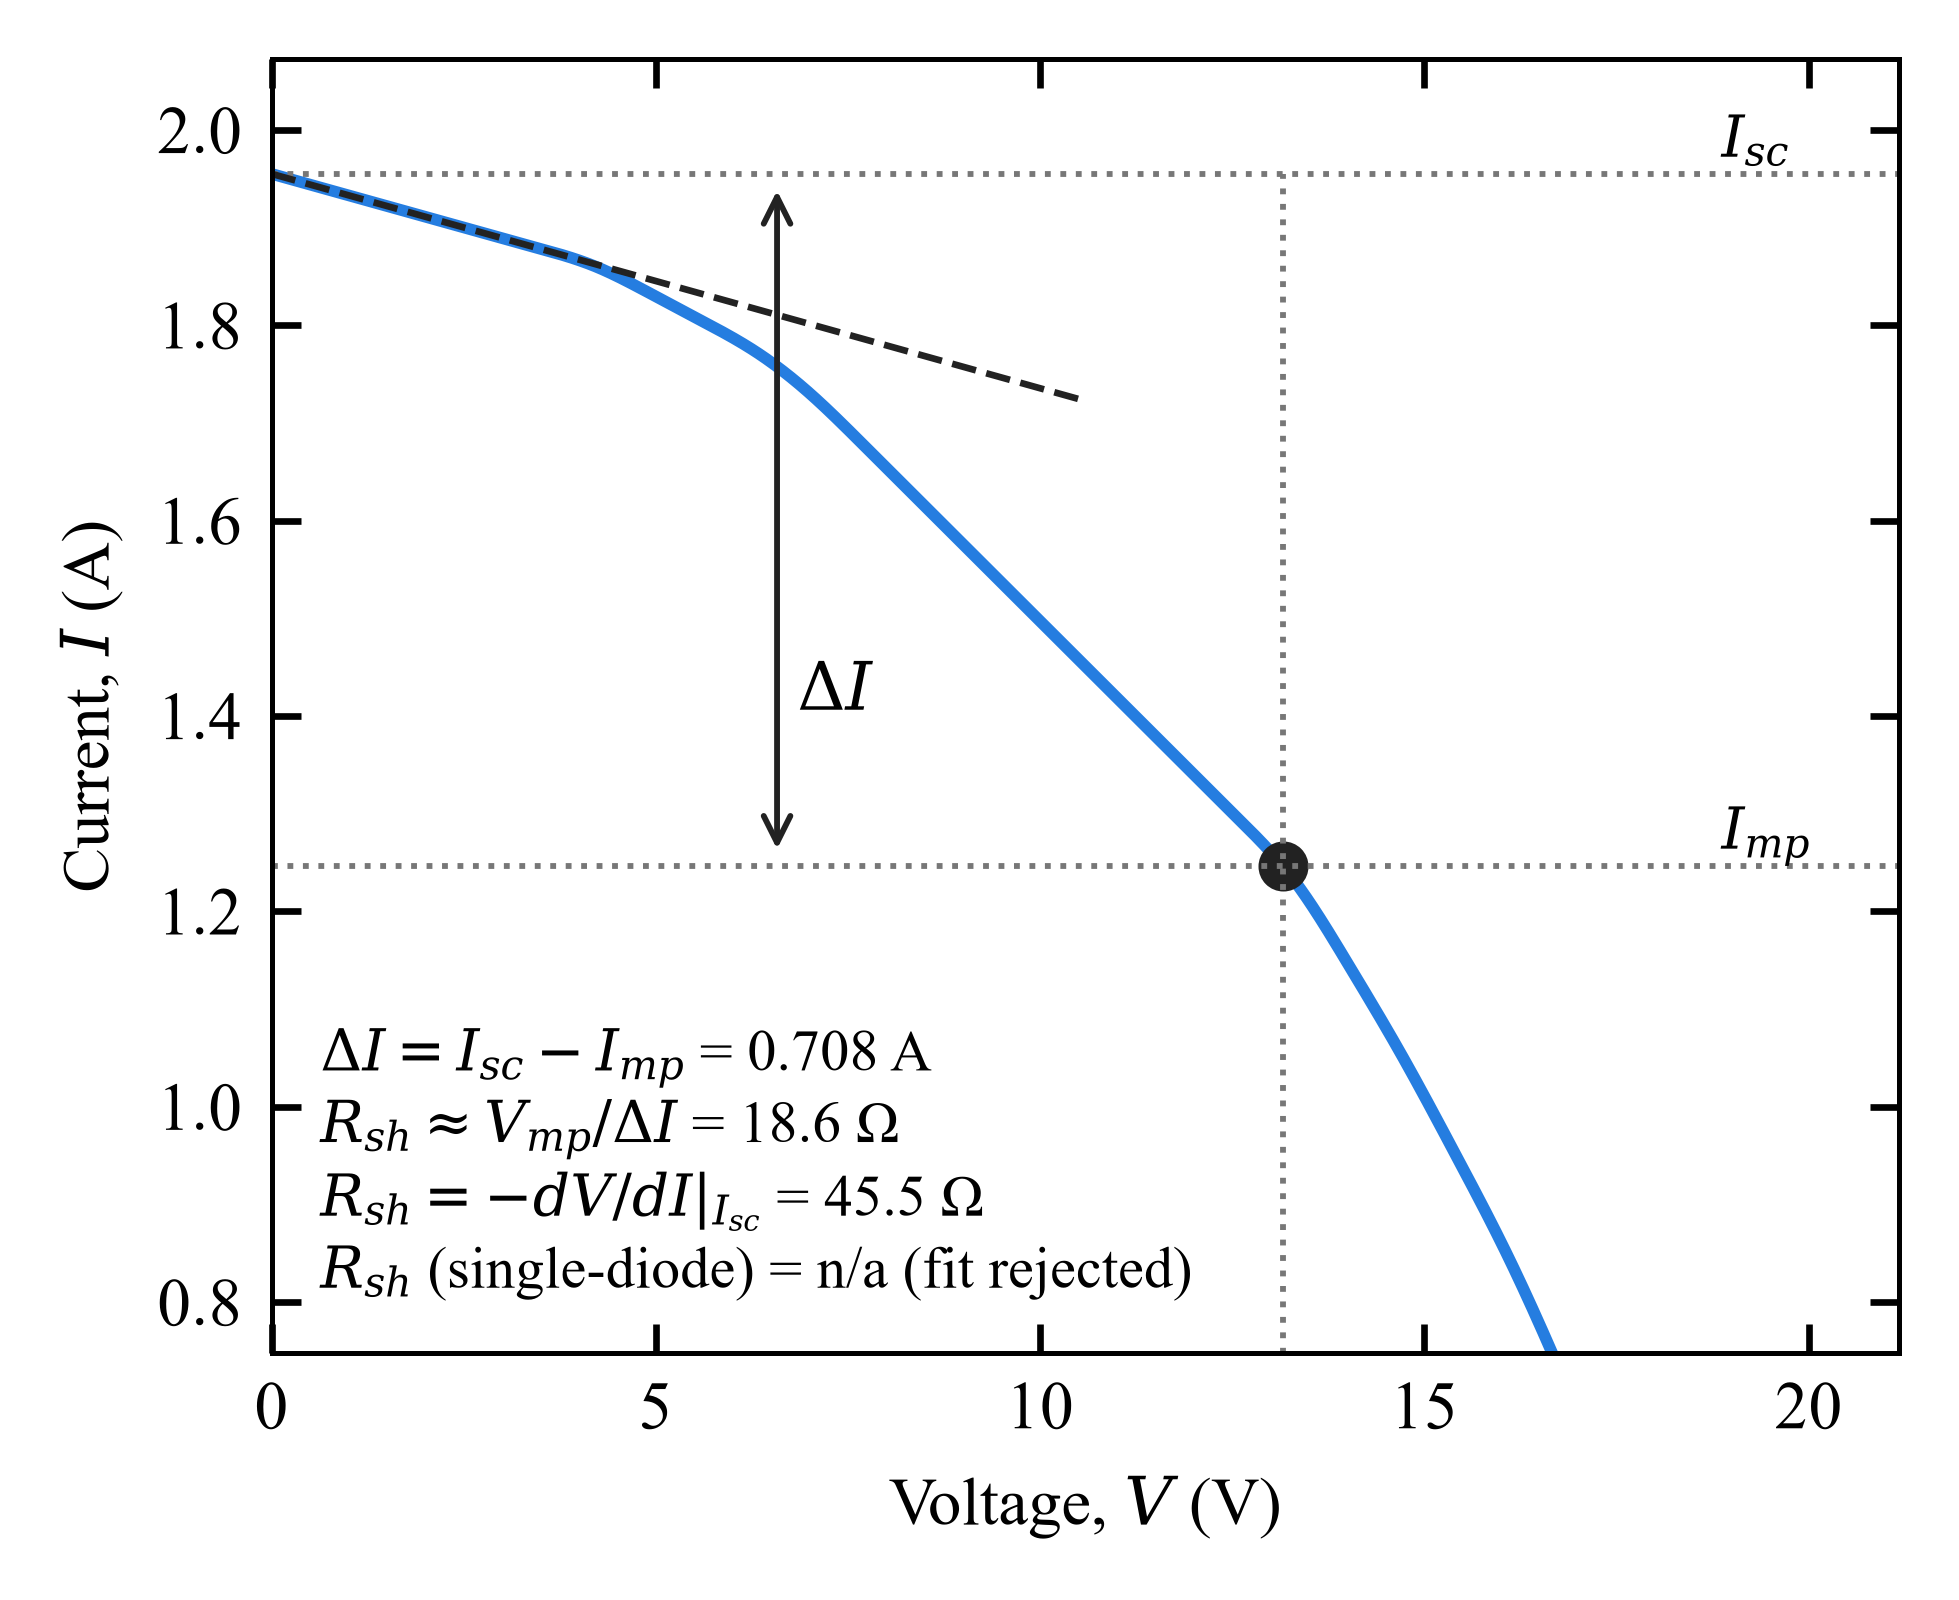 2.0
1.8
1.6
1.4
1.2
1.0
0.8
Current, I (A)
I_sc
ΔI
I_mp
ΔI = I_sc − I_mp = 0.708 A
R_sh ≈ V_mp/ΔI = 18.6 Ω
R_sh = −dV/dI|_I_sc = 45.5 Ω
R_sh (single-diode) = n/a (fit rejected)
0 5 10 15 20
Voltage, V (V)